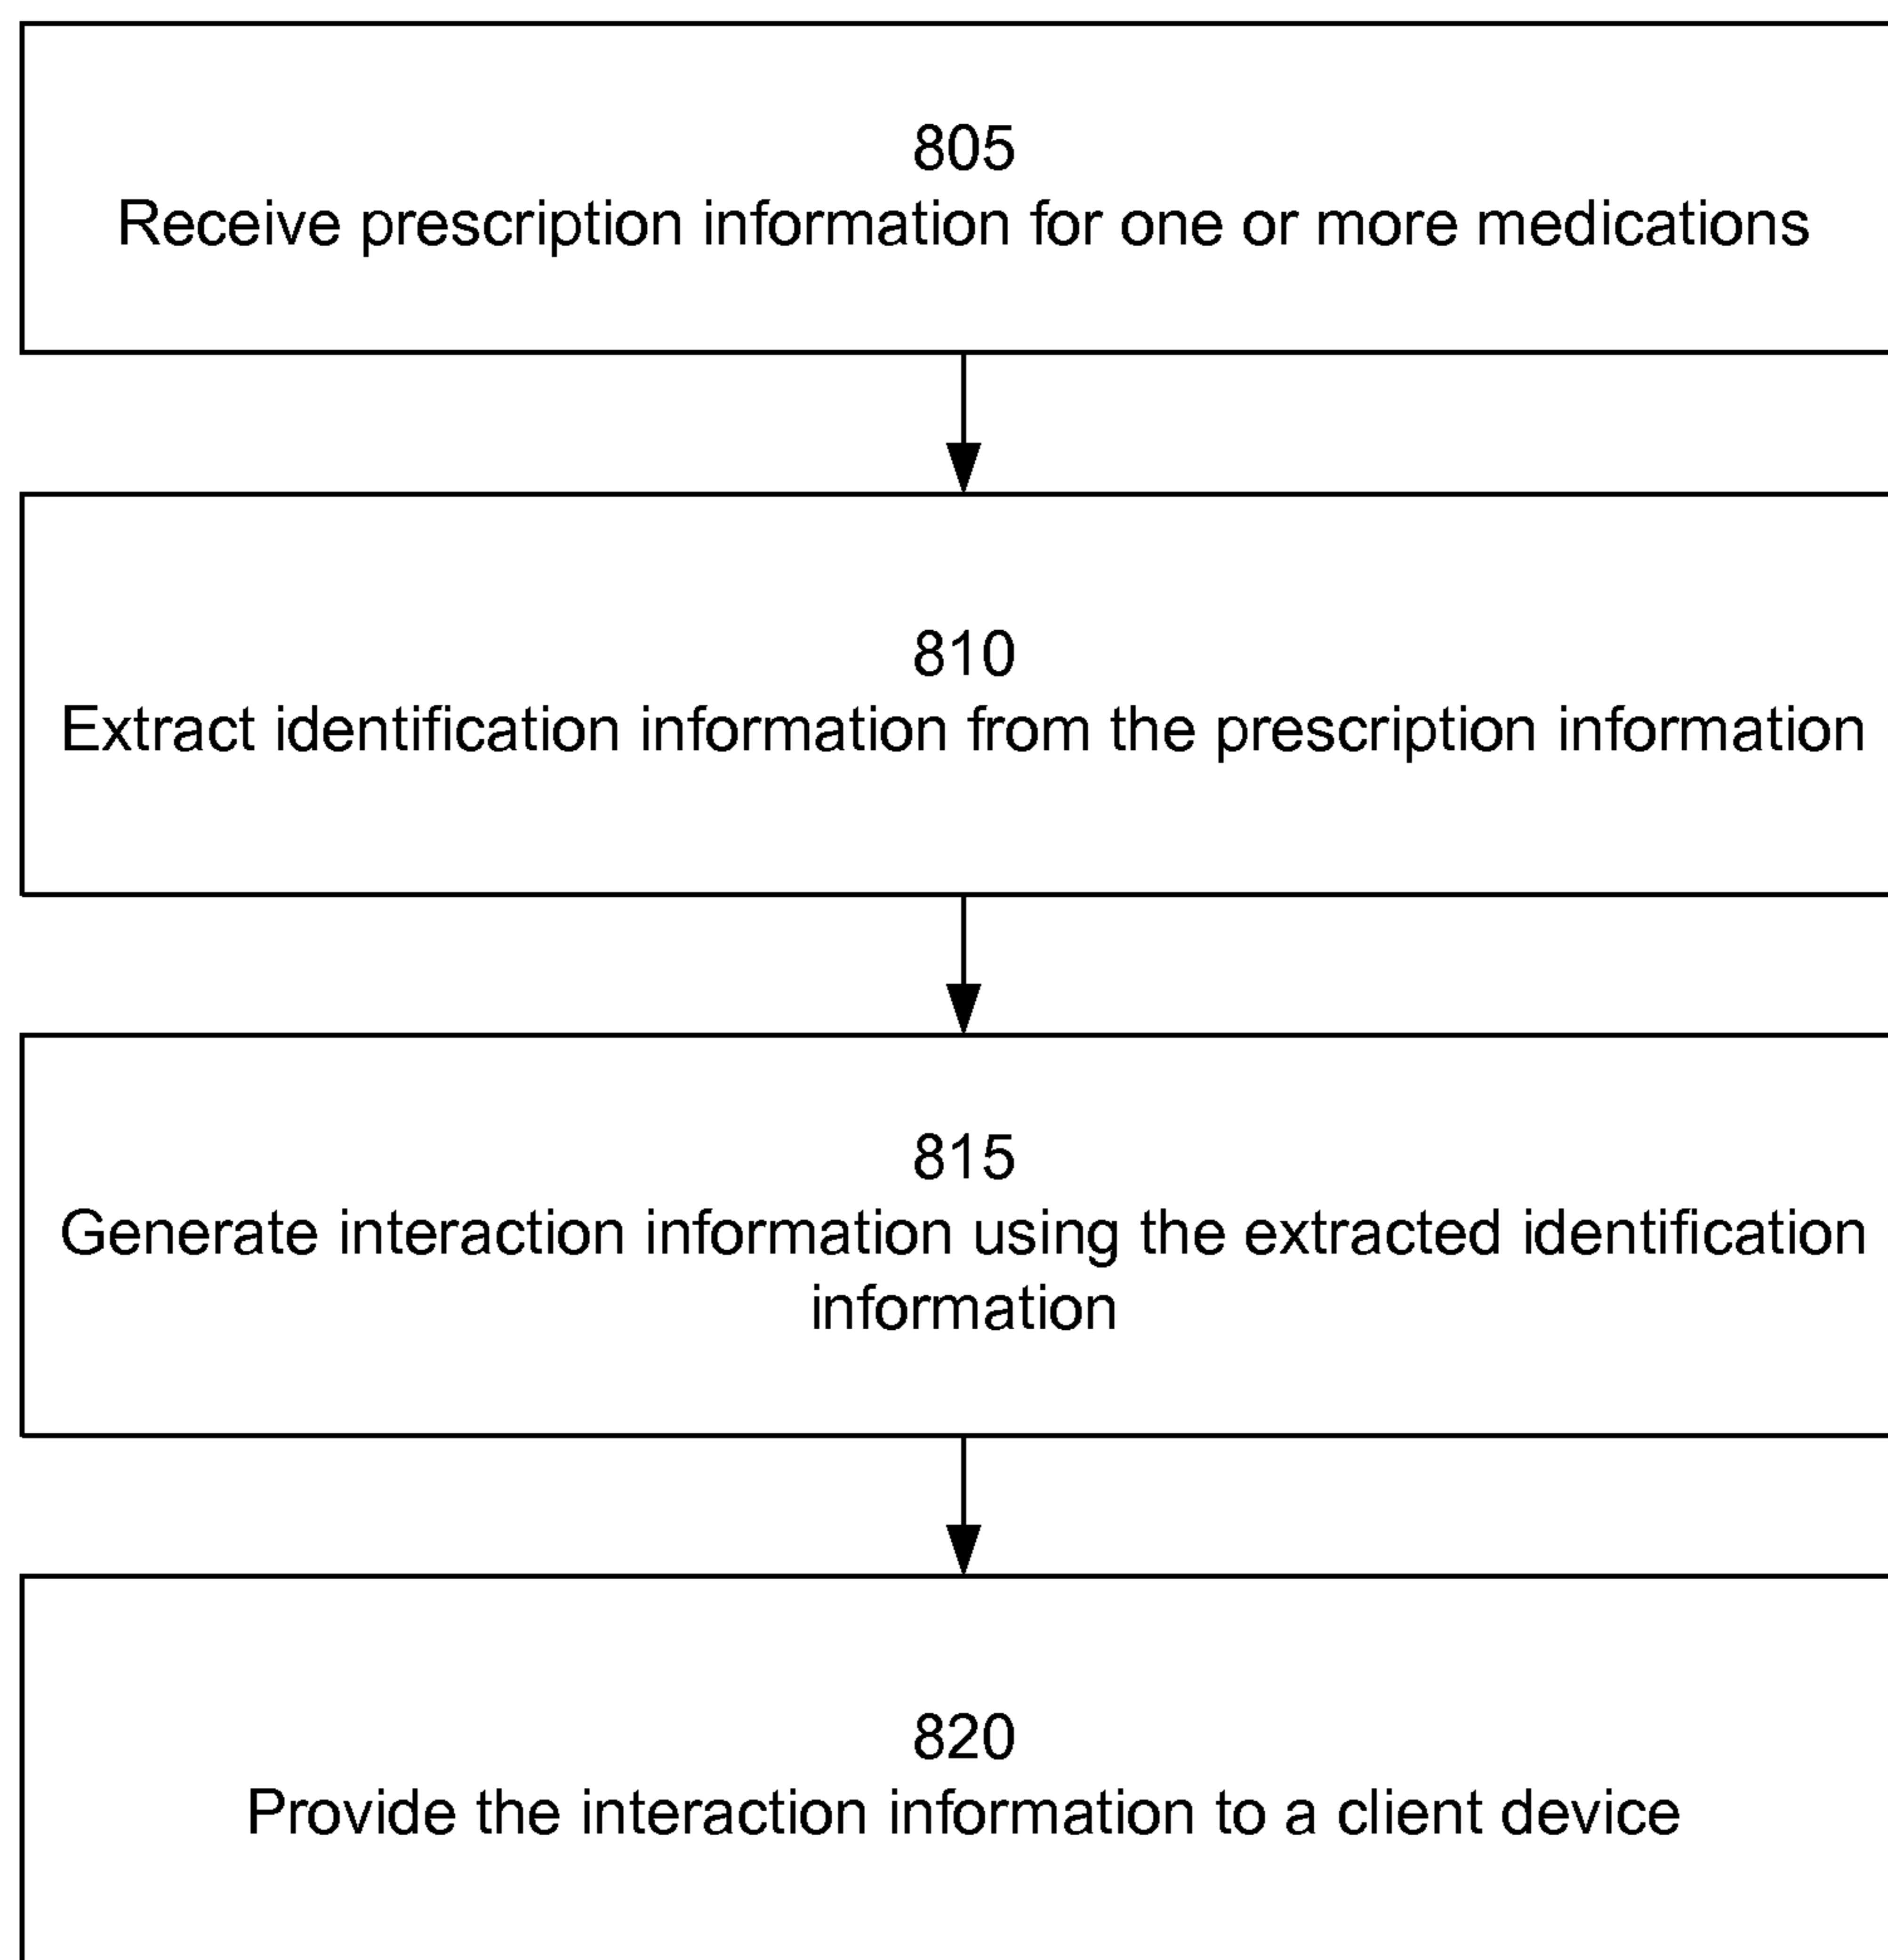 805
Receive prescription information for one or more medications
810
Extract identification information from the prescription information
815
Generate interaction information using the extracted identification
information
820
Provide the interaction information to a client device